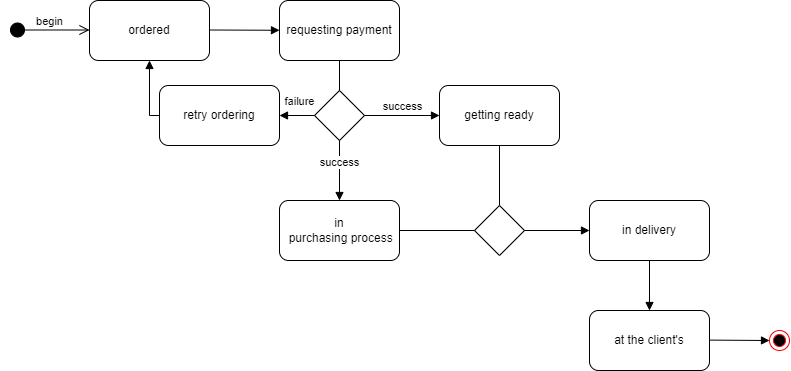 begin
ordered
requesting payment
retry ordering
failure
success
getting ready
success
in
purchasing process
in delivery
at the client's